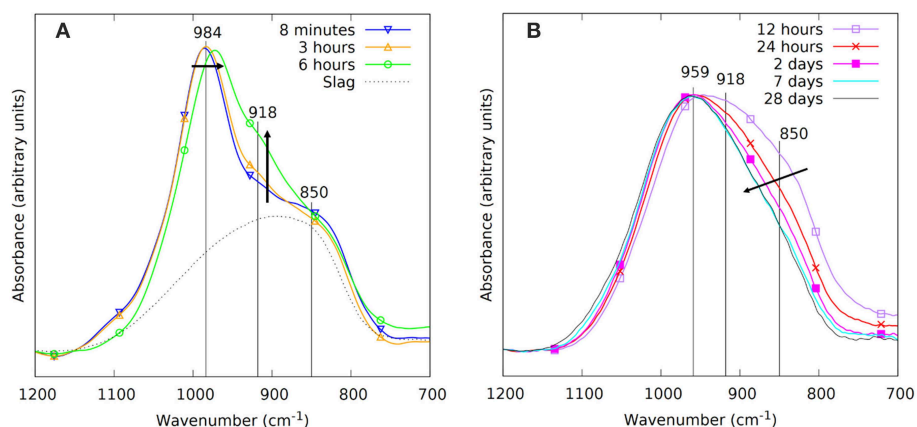 A
984
918
850
8 minutes
3 hours
6 hours
Slag
Absorbance (arbitrary units)
1200 1100 1000 900 800 700
Wavenumber (cm-1)
B
959
918
850
12 hours
24 hours
2 days
7 days
28 days
Absorbance (arbitrary units)
1200 1100 1000 900 800 700
Wavenumber (cm-1)